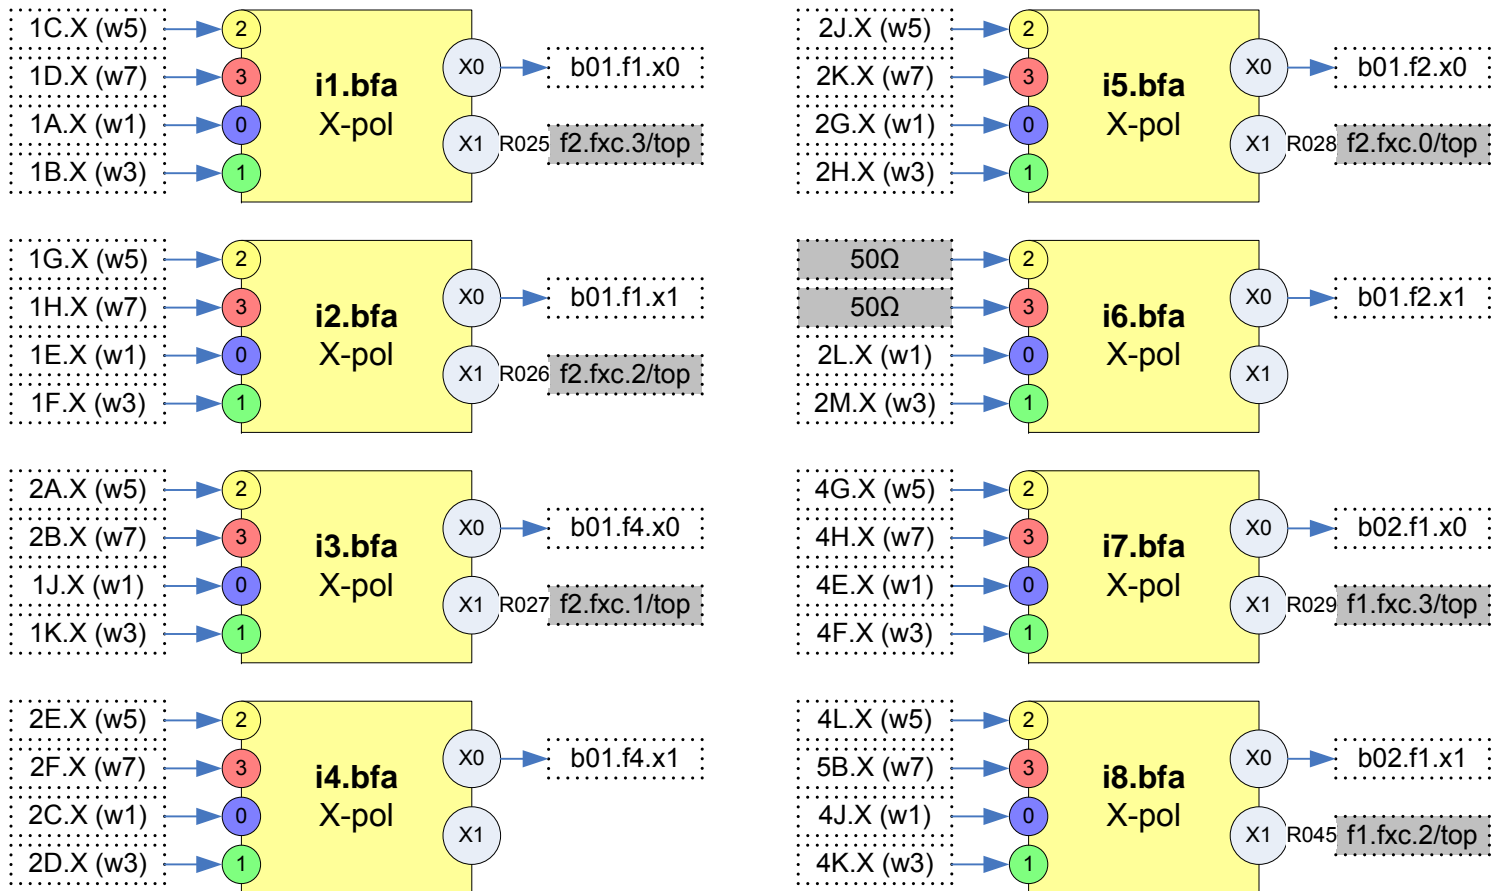 1C.X (w5) 2
1D.X (w7) 3
1A.X (w1) 0
1B.X (w3) 1
i1.bfa
X-pol
X0 b01.f1.x0
X1 R025 f2.fxc.3/top
2J.X (w5) 2
2K.X (w7) 3
2G.X (w1) 0
2H.X (w3) 1
i5.bfa
X-pol
X0 b01.f2.x0
X1 R028 f2.fxc.0/top
1G.X (w5) 2
1H.X (w7) 3
1E.X (w1) 0
1F.X (w3) 1
i2.bfa
X-pol
X0 b01.f1.x1
X1 R026 f2.fxc.2/top
50Ω 2
50Ω 3
2L.X (w1) 0
2M.X (w3) 1
i6.bfa
X-pol
X0 b01.f2.x1
X1
2A.X (w5) 2
2B.X (w7) 3
1J.X (w1) 0
1K.X (w3) 1
i3.bfa
X-pol
X0 b01.f4.x0
X1 R027 f2.fxc.1/top
4G.X (w5) 2
4H.X (w7) 3
4E.X (w1) 0
4F.X (w3) 1
i7.bfa
X-pol
X0 b02.f1.x0
X1 R029 f1.fxc.3/top
2E.X (w5) 2
2F.X (w7) 3
2C.X (w1) 0
2D.X (w3) 1
i4.bfa
X-pol
X0 b01.f4.x1
X1
4L.X (w5) 2
5B.X (w7) 3
4J.X (w1) 0
4K.X (w3) 1
i8.bfa
X-pol
X0 b02.f1.x1
X1 R045 f1.fxc.2/top